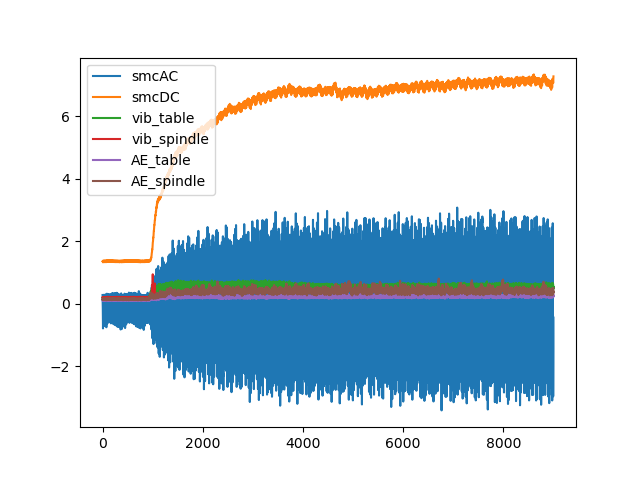 smcAC
smcDC
vib_table
vib_spindle
AE_table
AE_spindle
6
4
2
0
−2
0 2000 4000 6000 8000